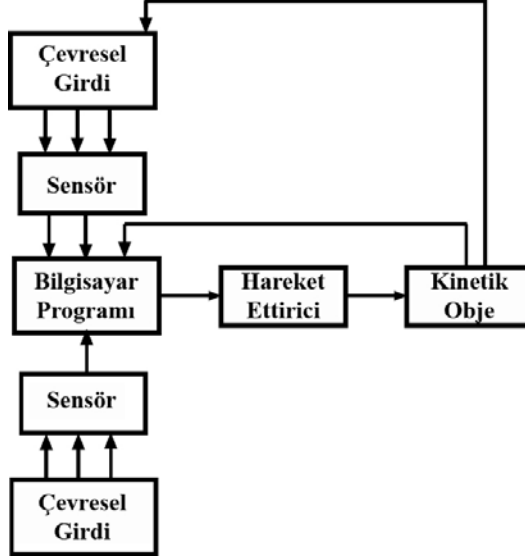 Çevresel
Girdi
Sensör
Bilgisayar
Programı
Hareket
Ettirici
Kinetik
Obje
Sensör
Çevresel
Girdi